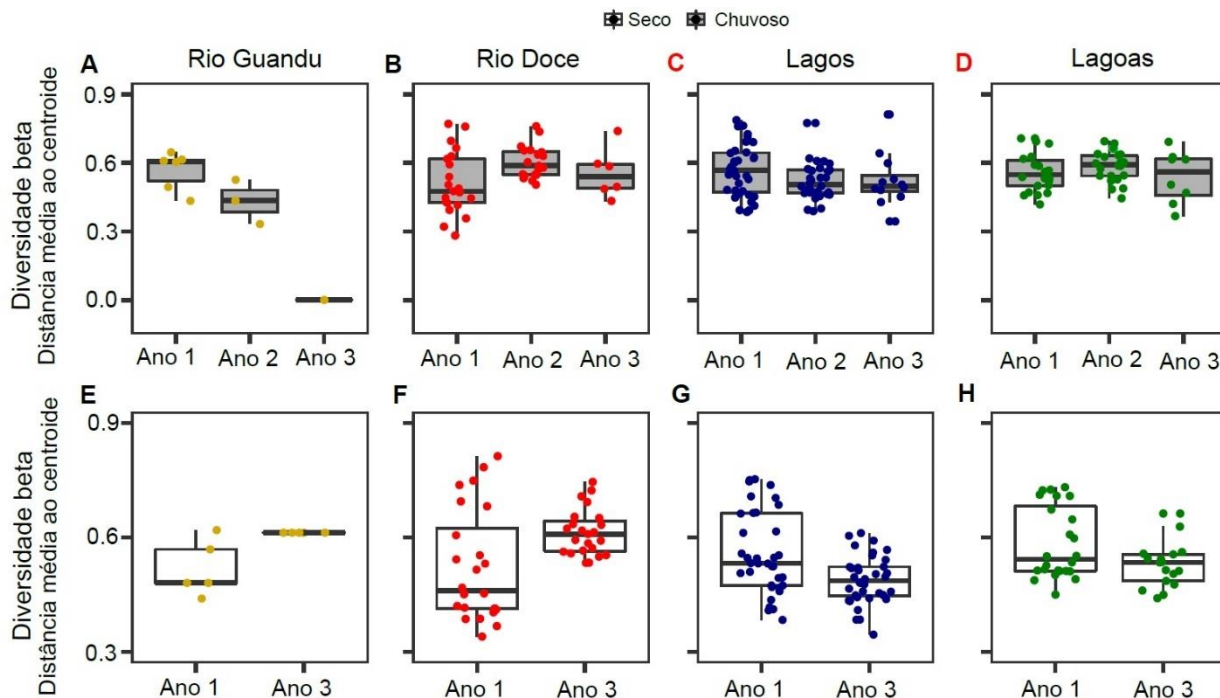 Seco Chuvoso
A Rio Guandu B Rio Doce C Lagos D Lagoas
Diversidade beta
Distância média ao centroide
0.9
0.6
0.3
0.0
Ano 1 Ano 2 Ano 3 Ano 1 Ano 2 Ano 3 Ano 1 Ano 2 Ano 3 Ano 1 Ano 2 Ano 3
E F G H
Diversidade beta
Distância média ao centroide
0.9
0.6
0.3
Ano 1 Ano 3 Ano 1 Ano 3 Ano 1 Ano 3 Ano 1 Ano 3